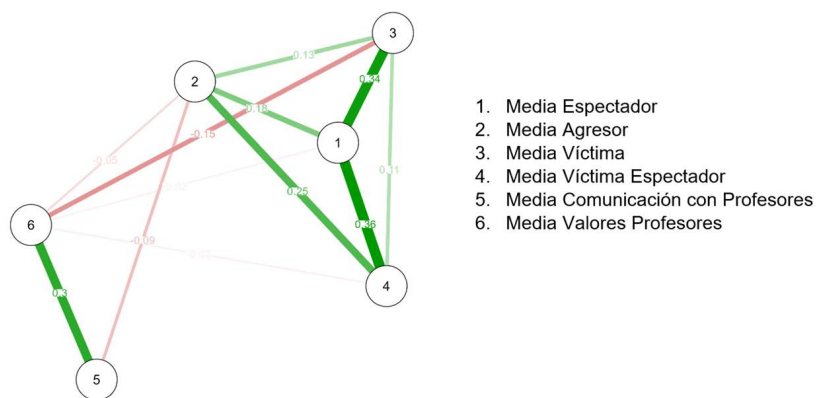 3
0.13
2
0.34
0.18
-0.15
1
-0.05
0.11
0.25
6
0.36
-0.09
4
0.3
5
1. Media Espectador
2. Media Agresor
3. Media Víctima
4. Media Víctima Espectador
5. Media Comunicación con Profesores
6. Media Valores Profesores